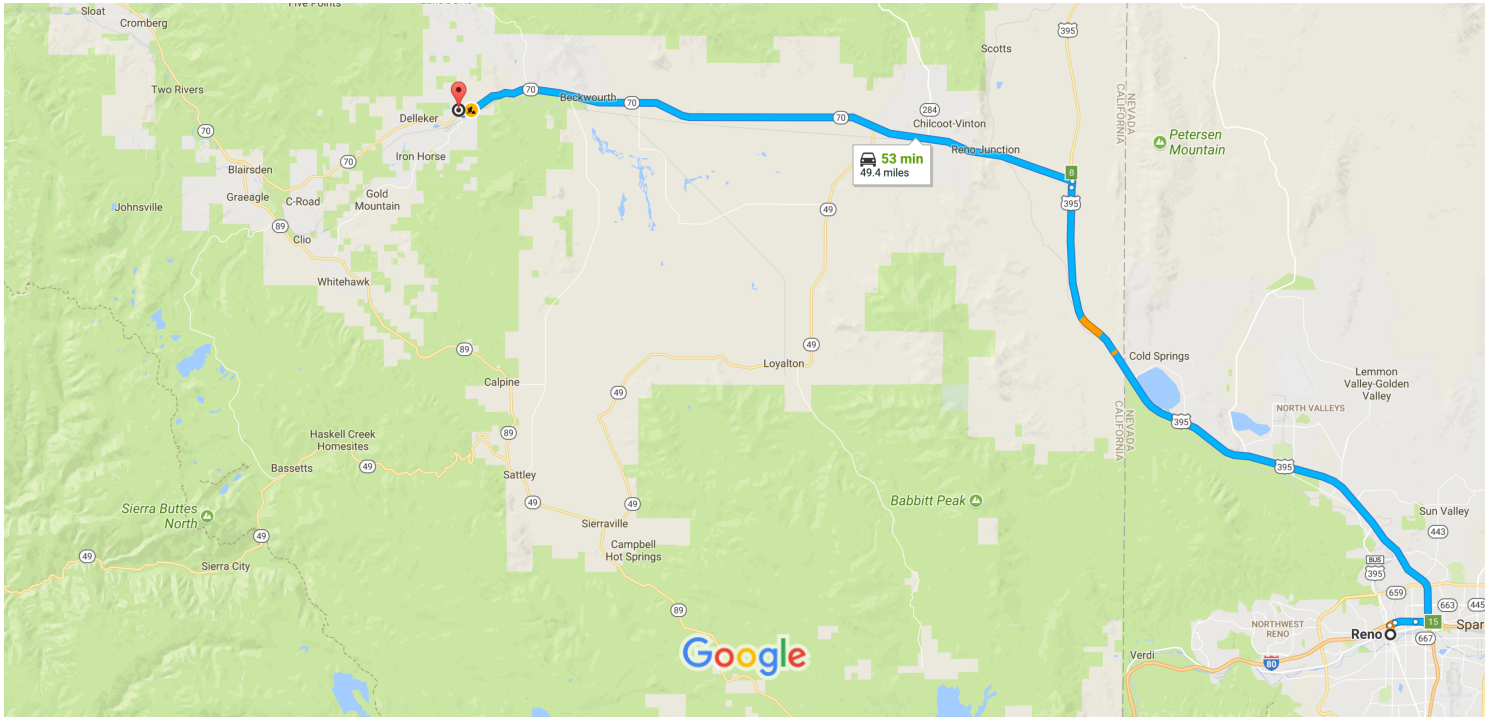 Sloat
Cromberg
Two Rivers
70
Blairsden
Graeagle
C-Road
Johnsville
89
Clio
Whitehawk
Delleker
Iron Horse
70
Gold
Mountain
70
Beckwourth
70
70
284
Chilcoot-Vinton
Scotts
395
Reno Junction
53 min
49.4 miles
8
395
NEVADA
CALIFORNIA
Petersen
Mountain
49
49
Loyalton
49
89
Calpine
89
Haskell Creek
Homesites
Bassetts
49
Sattley
49
49
Sierraville
Campbell
Hot Springs
89
Sierra Buttes
North
49
49
Sierra City
Babbitt Peak
Cold Springs
NEVADA
CALIFORNIA
395
Lemmon
Valley-Golden
Valley
NORTH VALLEYS
395
Sun Valley
443
BUS
395
659
663
445
15
Spar
667
NORTHWEST
RENO
Reno
80
Verdi
Google